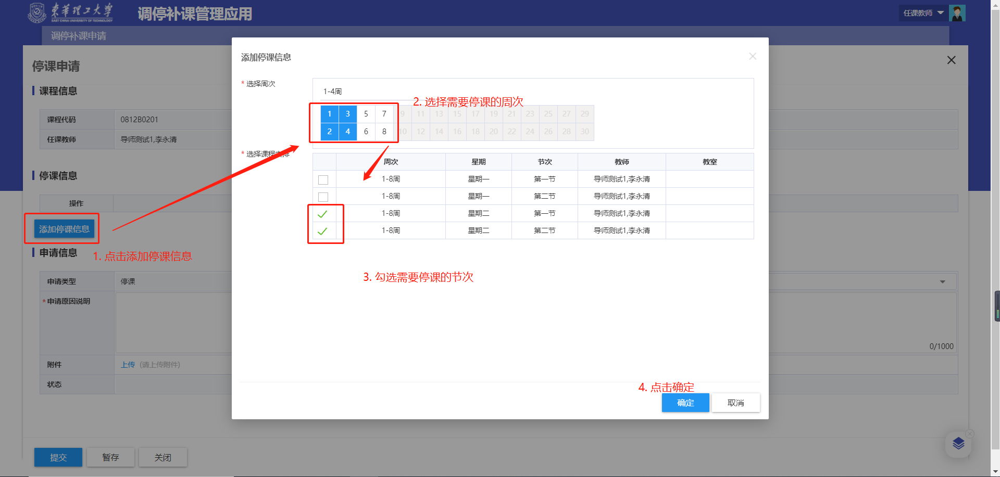 東華理工大学
EAST CHINA UNIVERSITY OF TECHNOLOGY
调停补课管理应用
任课教师
调停补课申请
停课申请
课程信息
课程代码 0812B0201
任课教师 导师测试1,李永清
停课信息
操作
添加停课信息
1. 点击添加停课信息
申请信息
申请类型 停课
*申请原因说明
0/1000
附件 上传 (请上传附件)
状态
提交 暂存 关闭
添加停课信息
* 选择周次
1-4周
2. 选择需要停课的周次
1 3 5 7 9 11 13 15 17 19 21 23 25 27 29
2 4 6 8 10 12 14 16 18 20 22 24 26 28 30
* 选择课程安排
周次 星期 节次 教师 教室
1-8周 星期一 第一节 导师测试1,李永清
1-8周 星期一 第二节 导师测试1,李永清
1-8周 星期二 第一节 导师测试1,李永清
1-8周 星期二 第二节 导师测试1,李永清
3. 勾选需要停课的节次
4. 点击确定
确定 取消